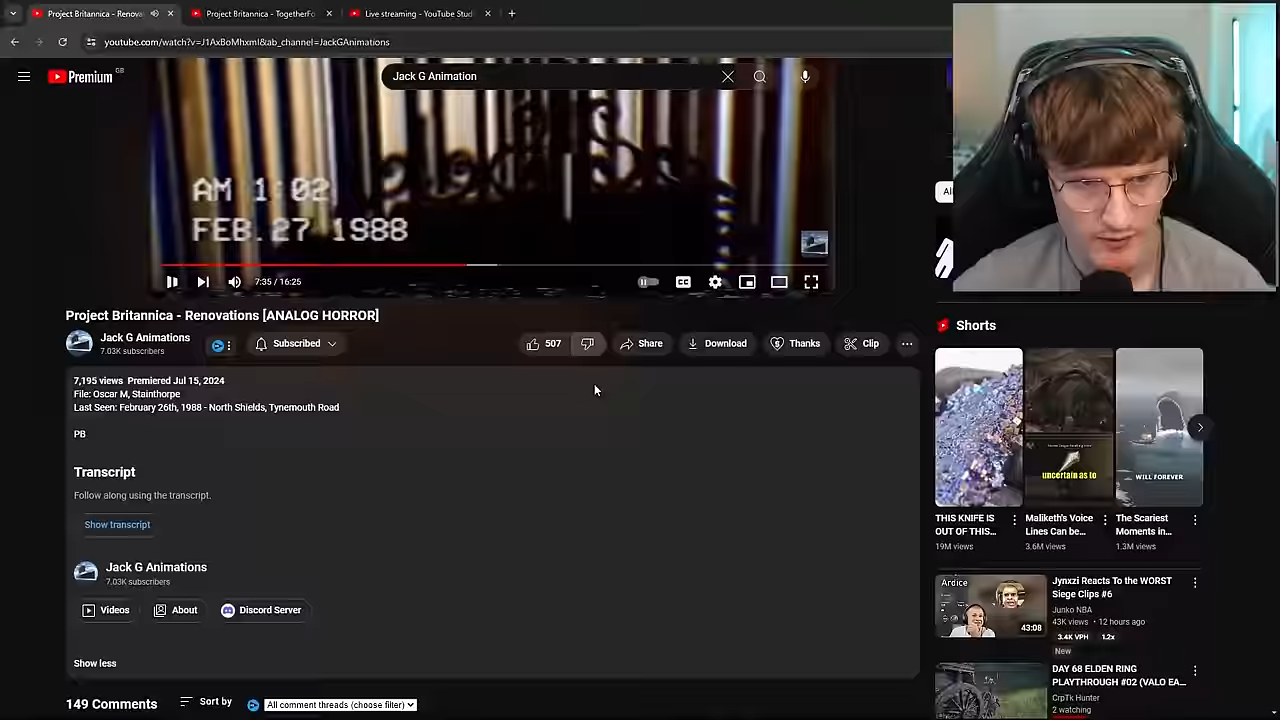 Project Britannica - Renova
Project Britannica - TogetherFo
Live streaming - YouTube Stud
youtube.com/watch?v=J1AxBoMhxmI&ab_channel=JackGAnimations
Premium GB
Jack G Animation
AM 1:02
FEB.27 1988
7:35 / 16:25
CC
Project Britannica - Renovations [ANALOG HORROR]
Jack G Animations
7.03K subscribers
Subscribed
507
Share
Download
Thanks
Clip
7,195 views Premiered Jul 15, 2024
File: Oscar M, Stainthorpe
Last Seen: February 26th, 1988 - North Shields, Tynemouth Road
PB
Transcript
Follow along using the transcript.
Show transcript
Jack G Animations
7.03K subscribers
Videos
About
Discord Server
Show less
149 Comments
Sort by
All comment threads (choose filter)
Al
Shorts
uncertain as to
WILL FOREVER
THIS KNIFE IS
OUT OF THIS...
19M views
Maliketh's Voice
Lines Can be...
3.6M views
The Scariest
Moments in...
1.3M views
Ardice
43:08
Jynxzi Reacts To the WORST
Siege Clips #6
Junko NBA
43K views • 12 hours ago
3.4K VPH
1.2x
New
DAY 68 ELDEN RING
PLAYTHROUGH #02 (VALO EA...
CrpTk Hunter
2 watching